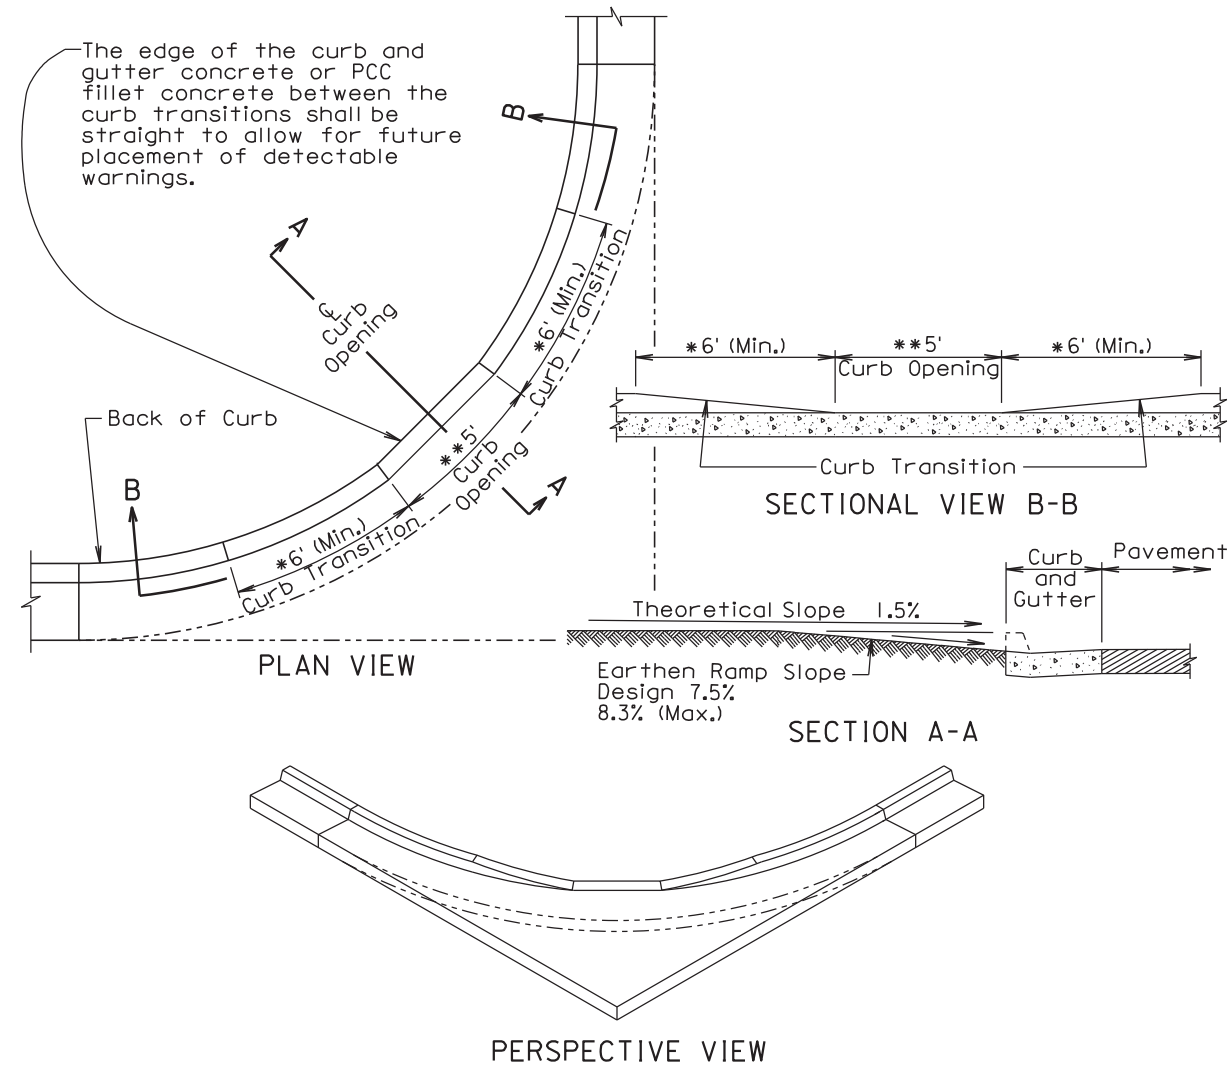 The edge of the curb and
gutter concrete or PCC
fillet concrete between the
curb transitions shall be
straight to allow for future
placement of detectable
warnings.
B
A
℄
Curb
Opening
*6' (Min.)
Curb Transition
Back of Curb
B
**5'
Curb
Opening
A
*6' (Min.)
Curb Transition
PLAN VIEW
*6' (Min.)
**5'
*6' (Min.)
Curb Opening
Curb Transition
SECTIONAL VIEW B-B
Curb
and
Gutter
Pavement
Theoretical Slope 1.5%
Earthen Ramp Slope
Design 7.5%
8.3% (Max.)
SECTION A-A
PERSPECTIVE VIEW